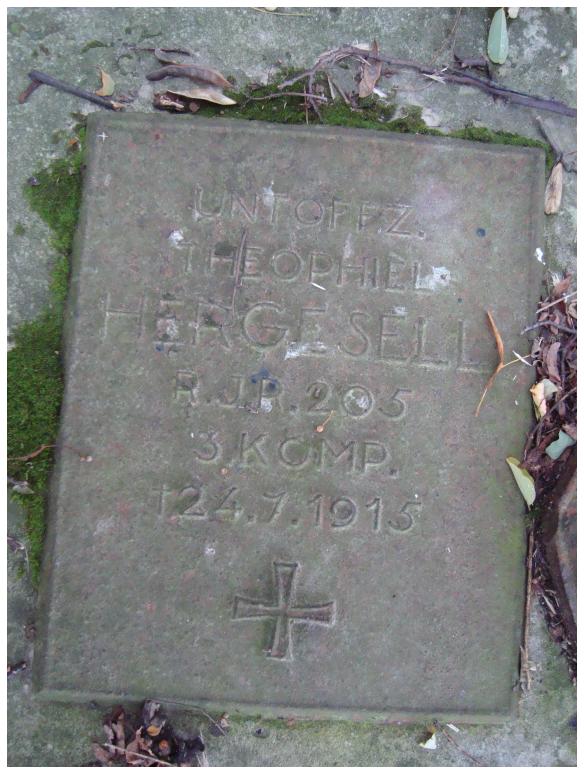 UNTOFFZ.
THEOPHIEL
HERGESELL
R.J.R. 205
3. KOMP.
† 24.7.1915